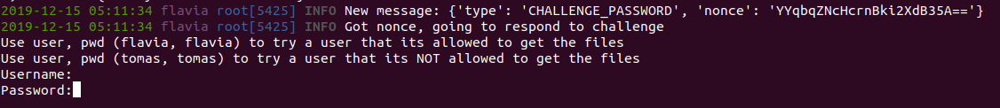 2019-12-15 05:11:34 flavia root[5425] INFO New message: {'type': 'CHALLENGE_PASSWORD', 'nonce': 'YYqbqZNcHcrnBki2XdB35A=='}
2019-12-15 05:11:34 flavia root[5425] INFO Got nonce, going to respond to challenge
Use user, pwd (flavia, flavia) to try a user that its allowed to get the files
Use user, pwd (tomas, tomas) to try a user that its NOT allowed to get the files
Username:
Password: